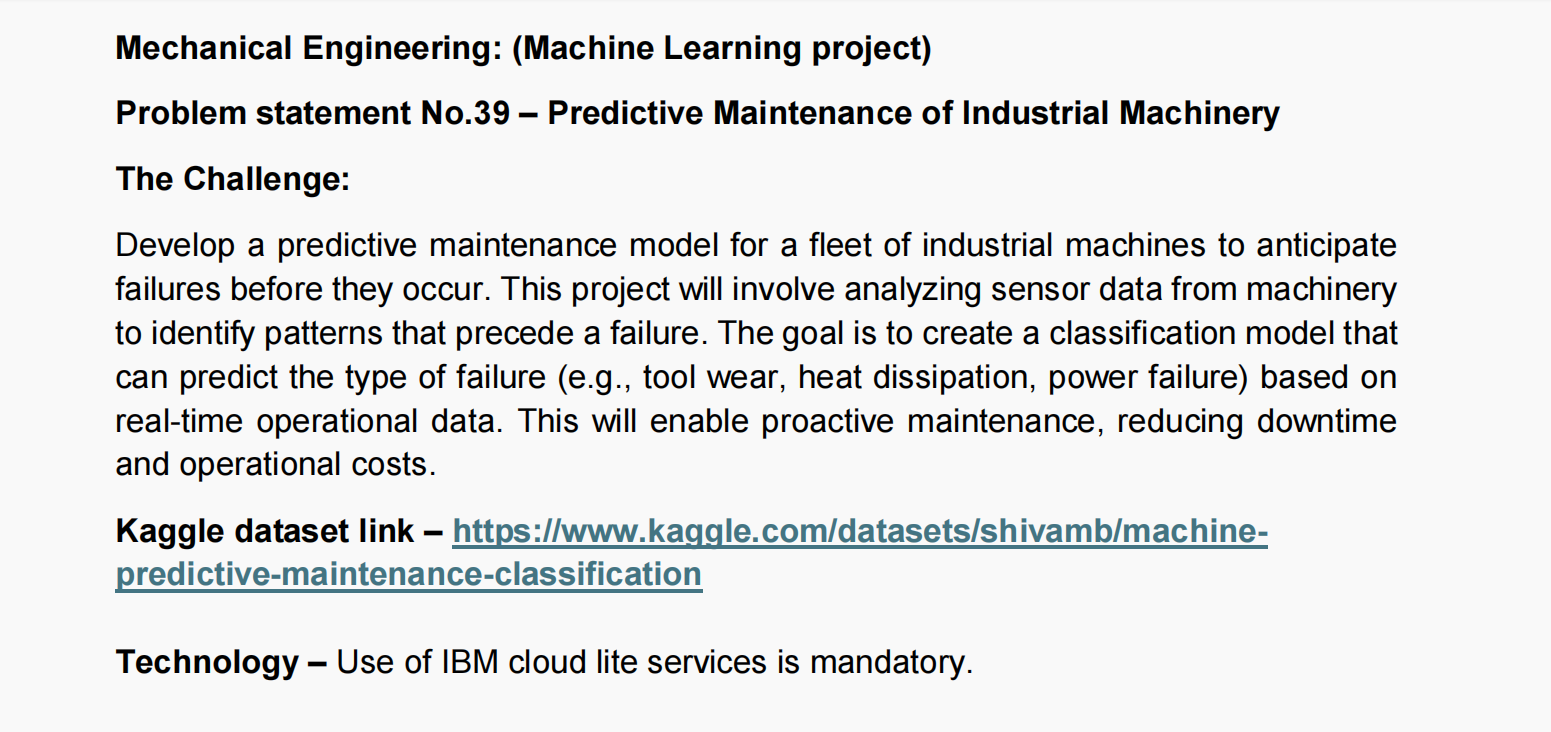 Mechanical Engineering: (Machine Learning project)
Problem statement No.39 – Predictive Maintenance of Industrial Machinery
The Challenge:
Develop a predictive maintenance model for a fleet of industrial machines to anticipate
failures before they occur. This project will involve analyzing sensor data from machinery
to identify patterns that precede a failure. The goal is to create a classification model that
can predict the type of failure (e.g., tool wear, heat dissipation, power failure) based on
real-time operational data. This will enable proactive maintenance, reducing downtime
and operational costs.
Kaggle dataset link – https://www.kaggle.com/datasets/shivamb/machine-
predictive-maintenance-classification
Technology – Use of IBM cloud lite services is mandatory.